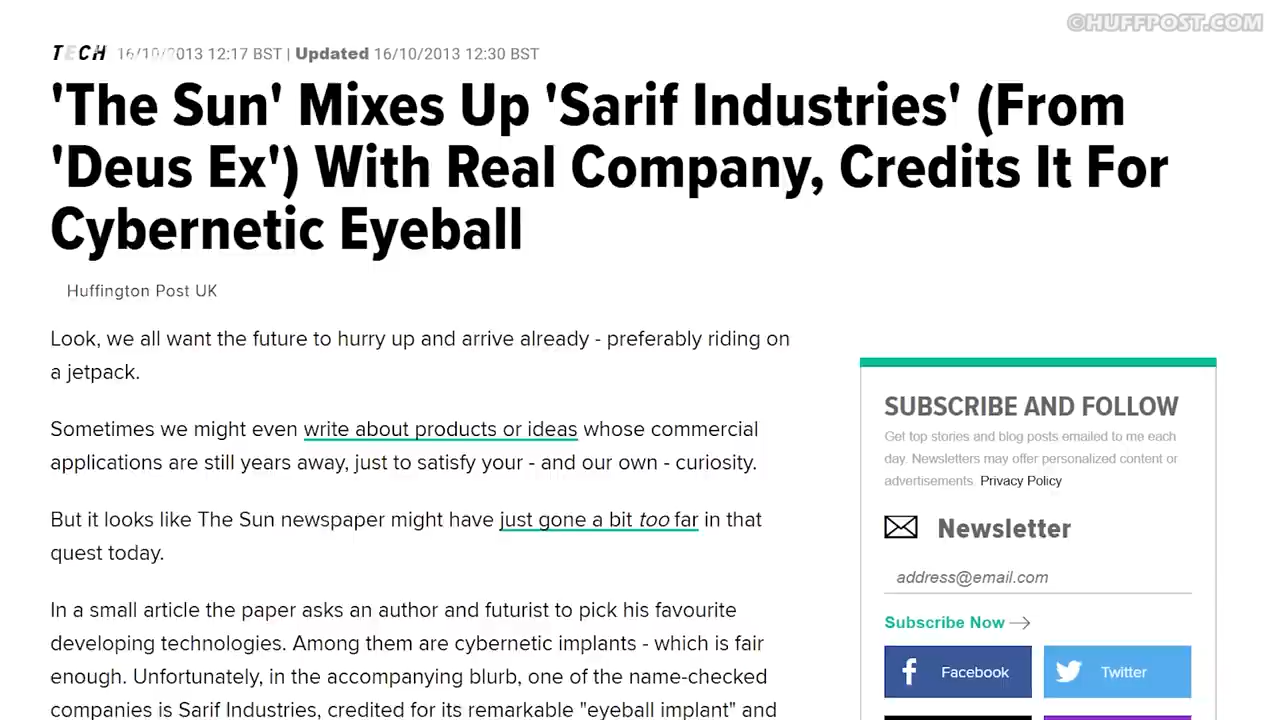 ©HUFFPOST.COM
TECH 16/10/2013 12:17 BST | Updated 16/10/2013 12:30 BST
'The Sun' Mixes Up 'Sarif Industries' (From
'Deus Ex') With Real Company, Credits It For
Cybernetic Eyeball
Huffington Post UK
Look, we all want the future to hurry up and arrive already - preferably riding on
a jetpack.
Sometimes we might even write about products or ideas whose commercial
applications are still years away, just to satisfy your - and our own - curiosity.
But it looks like The Sun newspaper might have just gone a bit too far in that
quest today.
In a small article the paper asks an author and futurist to pick his favourite
developing technologies. Among them are cybernetic implants - which is fair
enough. Unfortunately, in the accompanying blurb, one of the name-checked
companies is Sarif Industries, credited for its remarkable "eyeball implant" and
SUBSCRIBE AND FOLLOW
Get top stories and blog posts emailed to me each
day. Newsletters may offer personalized content or
advertisements. Privacy Policy
Newsletter
address@email.com
Subscribe Now
Facebook
Twitter